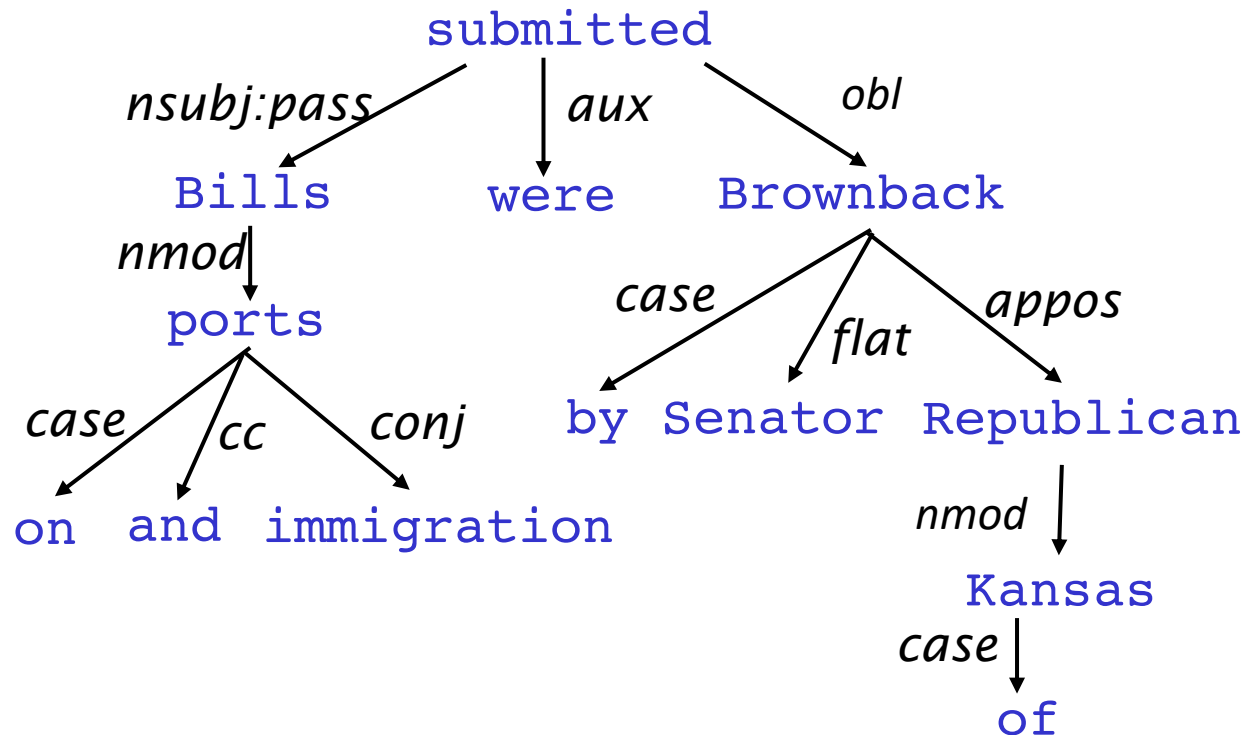 submitted
nsubj:pass aux obl
Bills were Brownback
nmod
ports
case flat appos
case cc conj
by Senator Republican
on and immigration
nmod
Kansas
case
of